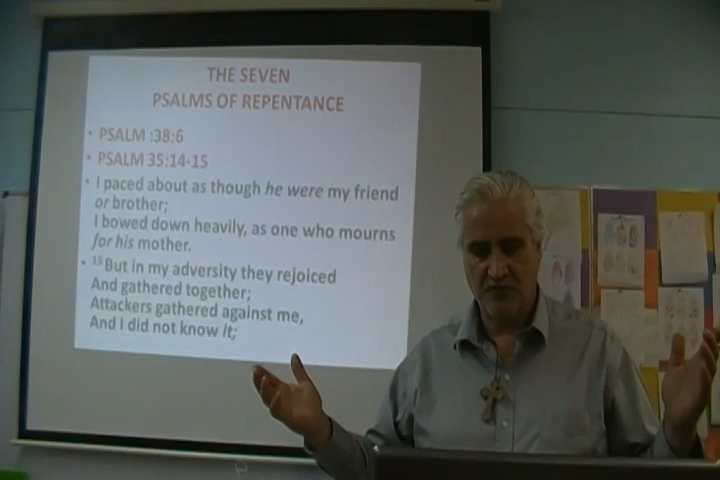 THE SEVEN
PSALMS OF REPENTANCE
• PSALM :38:6
• PSALM 35:14-15
• I paced about as though he were my friend
or brother;
I bowed down heavily, as one who mourns
for his mother.
• 15 But in my adversity they rejoiced
And gathered together;
Attackers gathered against me,
And I did not know it;